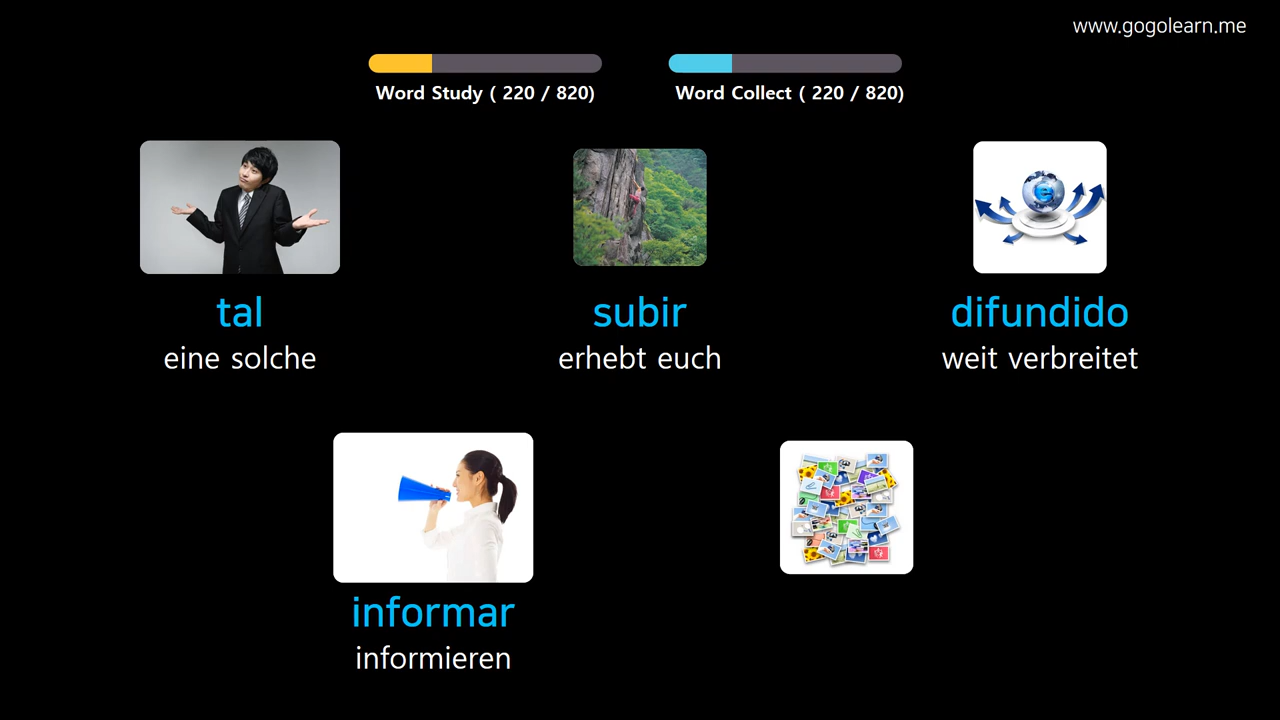 www.gogolearn.me
Word Study ( 220 / 820)
Word Collect ( 220 / 820)
tal
eine solche
subir
erhebt euch
difundido
weit verbreitet
informar
informieren